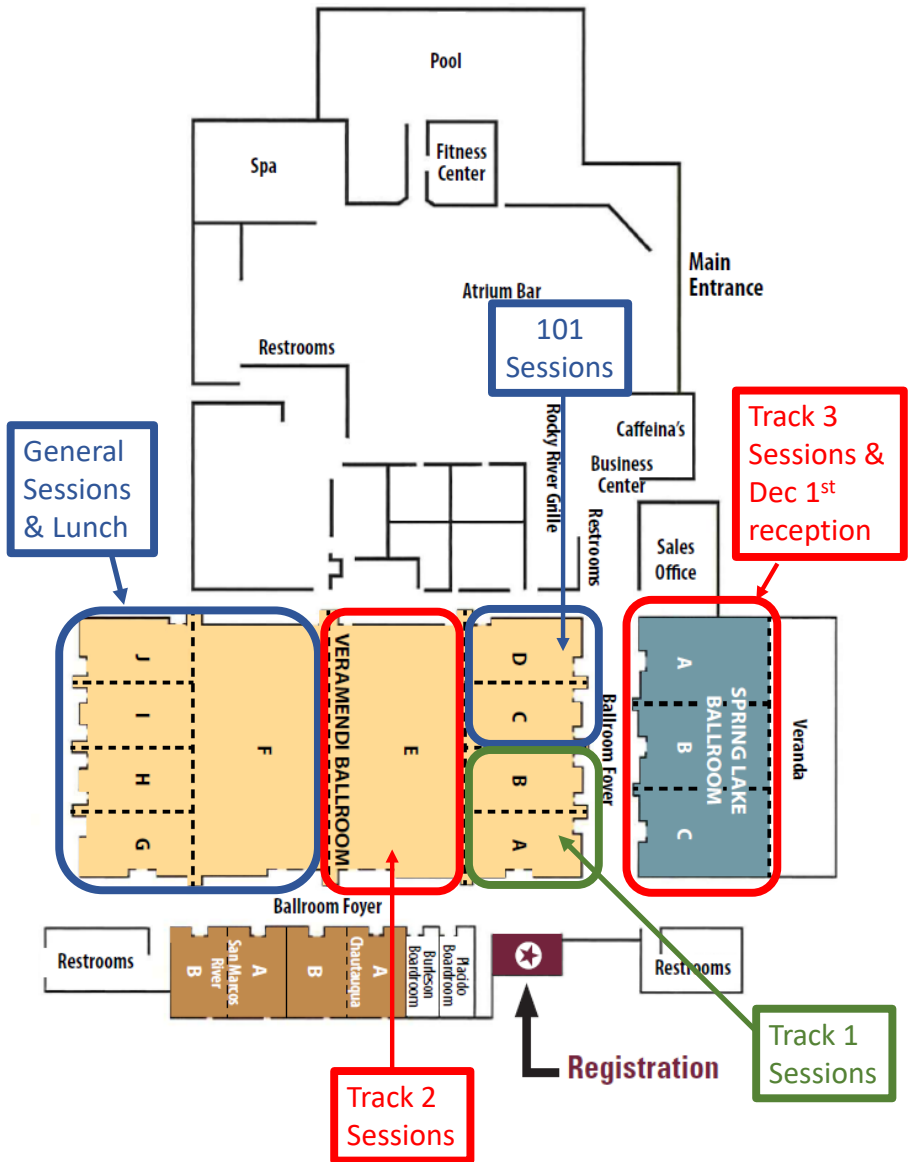 Pool
Spa
Fitness
Center
Main
Entrance
Atrium Bar
101
Sessions
Restrooms
Rocky River Grille
Caffeina's
Business
Center
Restrooms
Track 3
Sessions &
Dec 1st
reception
General
Sessions
& Lunch
Sales
Office
J
I
H
G
F
VERAMENDI BALLROOM
E
D
C
B
A
Ballroom Foyer
A
B
C
SPRING LAKE
BALLROOM
Veranda
Ballroom Foyer
Restrooms
B
A
San Marcos
River
B
A
Chautauqua
Burleson
Boardroom
Placido
Boardroom
Restrooms
Registration
Track 1
Sessions
Track 2
Sessions